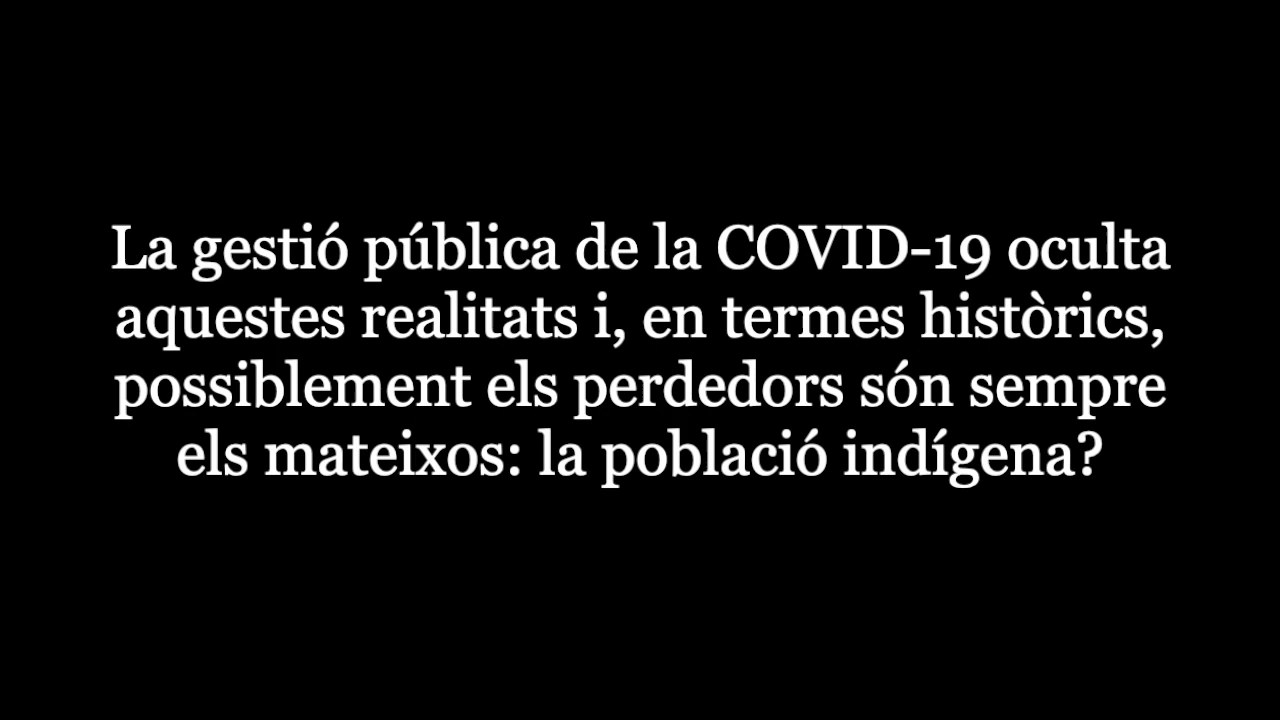 La gestió pública de la COVID-19 oculta
aquestes realitats i, en termes històrics,
possiblement els perdedors són sempre
els mateixos: la població indígena?